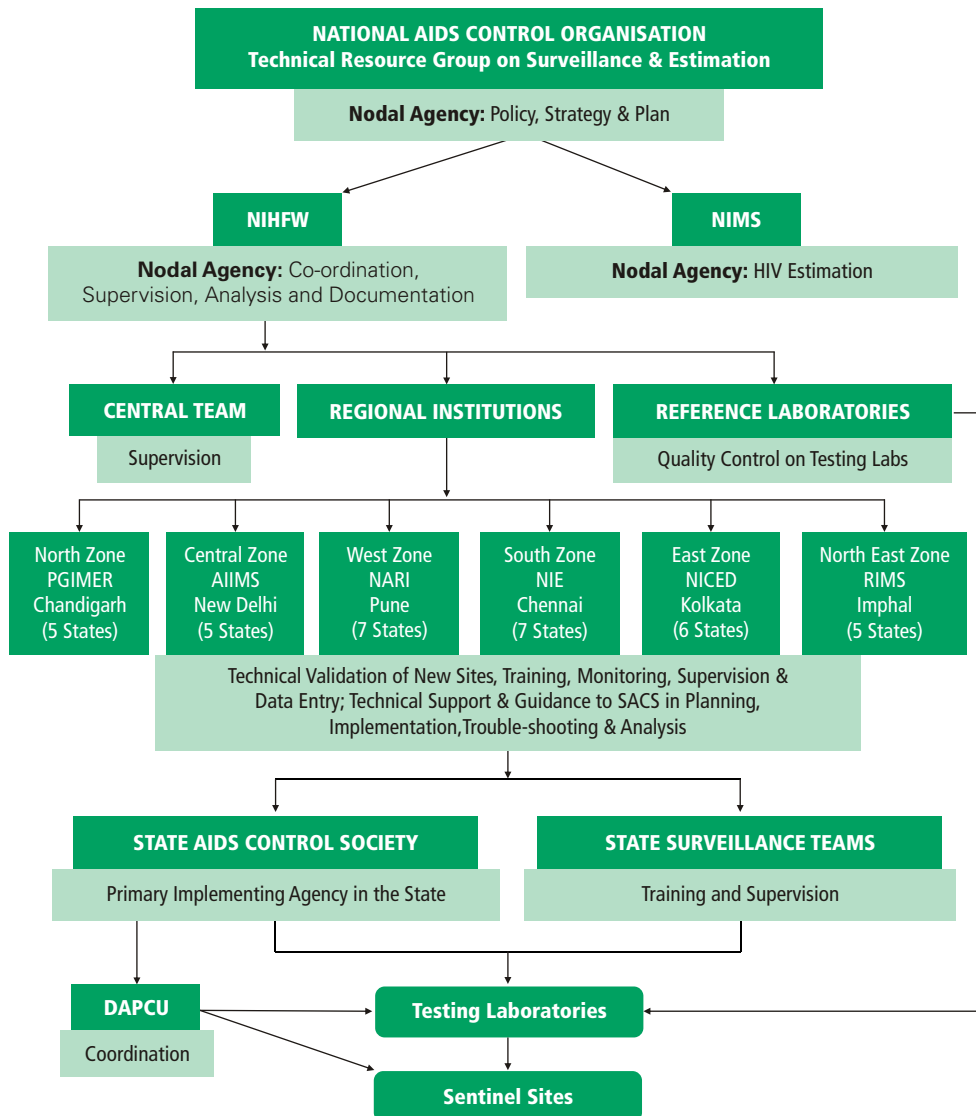 NATIONAL AIDS CONTROL ORGANISATION
Technical Resource Group on Surveillance & Estimation
Nodal Agency: Policy, Strategy & Plan
NIHFW
Nodal Agency: Co-ordination,
Supervision, Analysis and Documentation
NIMS
Nodal Agency: HIV Estimation
CENTRAL TEAM
Supervision
REGIONAL INSTITUTIONS
REFERENCE LABORATORIES
Quality Control on Testing Labs
North Zone
PGIMER
Chandigarh
(5 States)
Central Zone
AIIMS
New Delhi
(5 States)
West Zone
NARI
Pune
(7 States)
South Zone
NIE
Chennai
(7 States)
East Zone
NICED
Kolkata
(6 States)
North East Zone
RIMS
Imphal
(5 States)
Technical Validation of New Sites, Training, Monitoring, Supervision &
Data Entry; Technical Support & Guidance to SACS in Planning,
Implementation,Trouble-shooting & Analysis
STATE AIDS CONTROL SOCIETY
Primary Implementing Agency in the State
STATE SURVEILLANCE TEAMS
Training and Supervision
DAPCU
Coordination
Testing Laboratories
Sentinel Sites